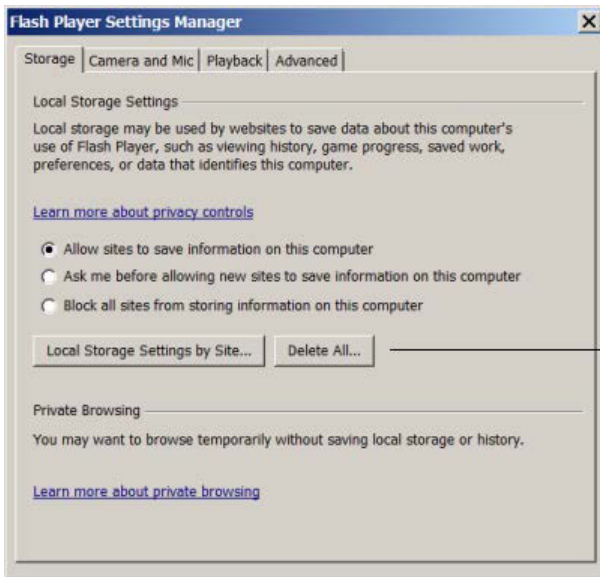 Flash Player Settings Manager
Storage Camera and Mic Playback Advanced
Local Storage Settings
Local storage may be used by websites to save data about this computer's
use of Flash Player, such as viewing history, game progress, saved work,
preferences, or data that identifies this computer.
Learn more about privacy controls
Allow sites to save information on this computer
Ask me before allowing new sites to save information on this computer
Block all sites from storing information on this computer
Local Storage Settings by Site... Delete All...
Private Browsing
You may want to browse temporarily without saving local storage or history.
Learn more about private browsing